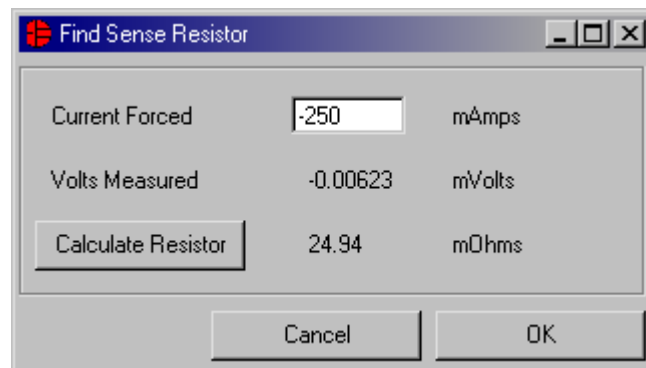 Find Sense Resistor
Current Forced -250 mAmps
Volts Measured -0.00623 mVolts
Calculate Resistor 24.94 mOhms
Cancel OK